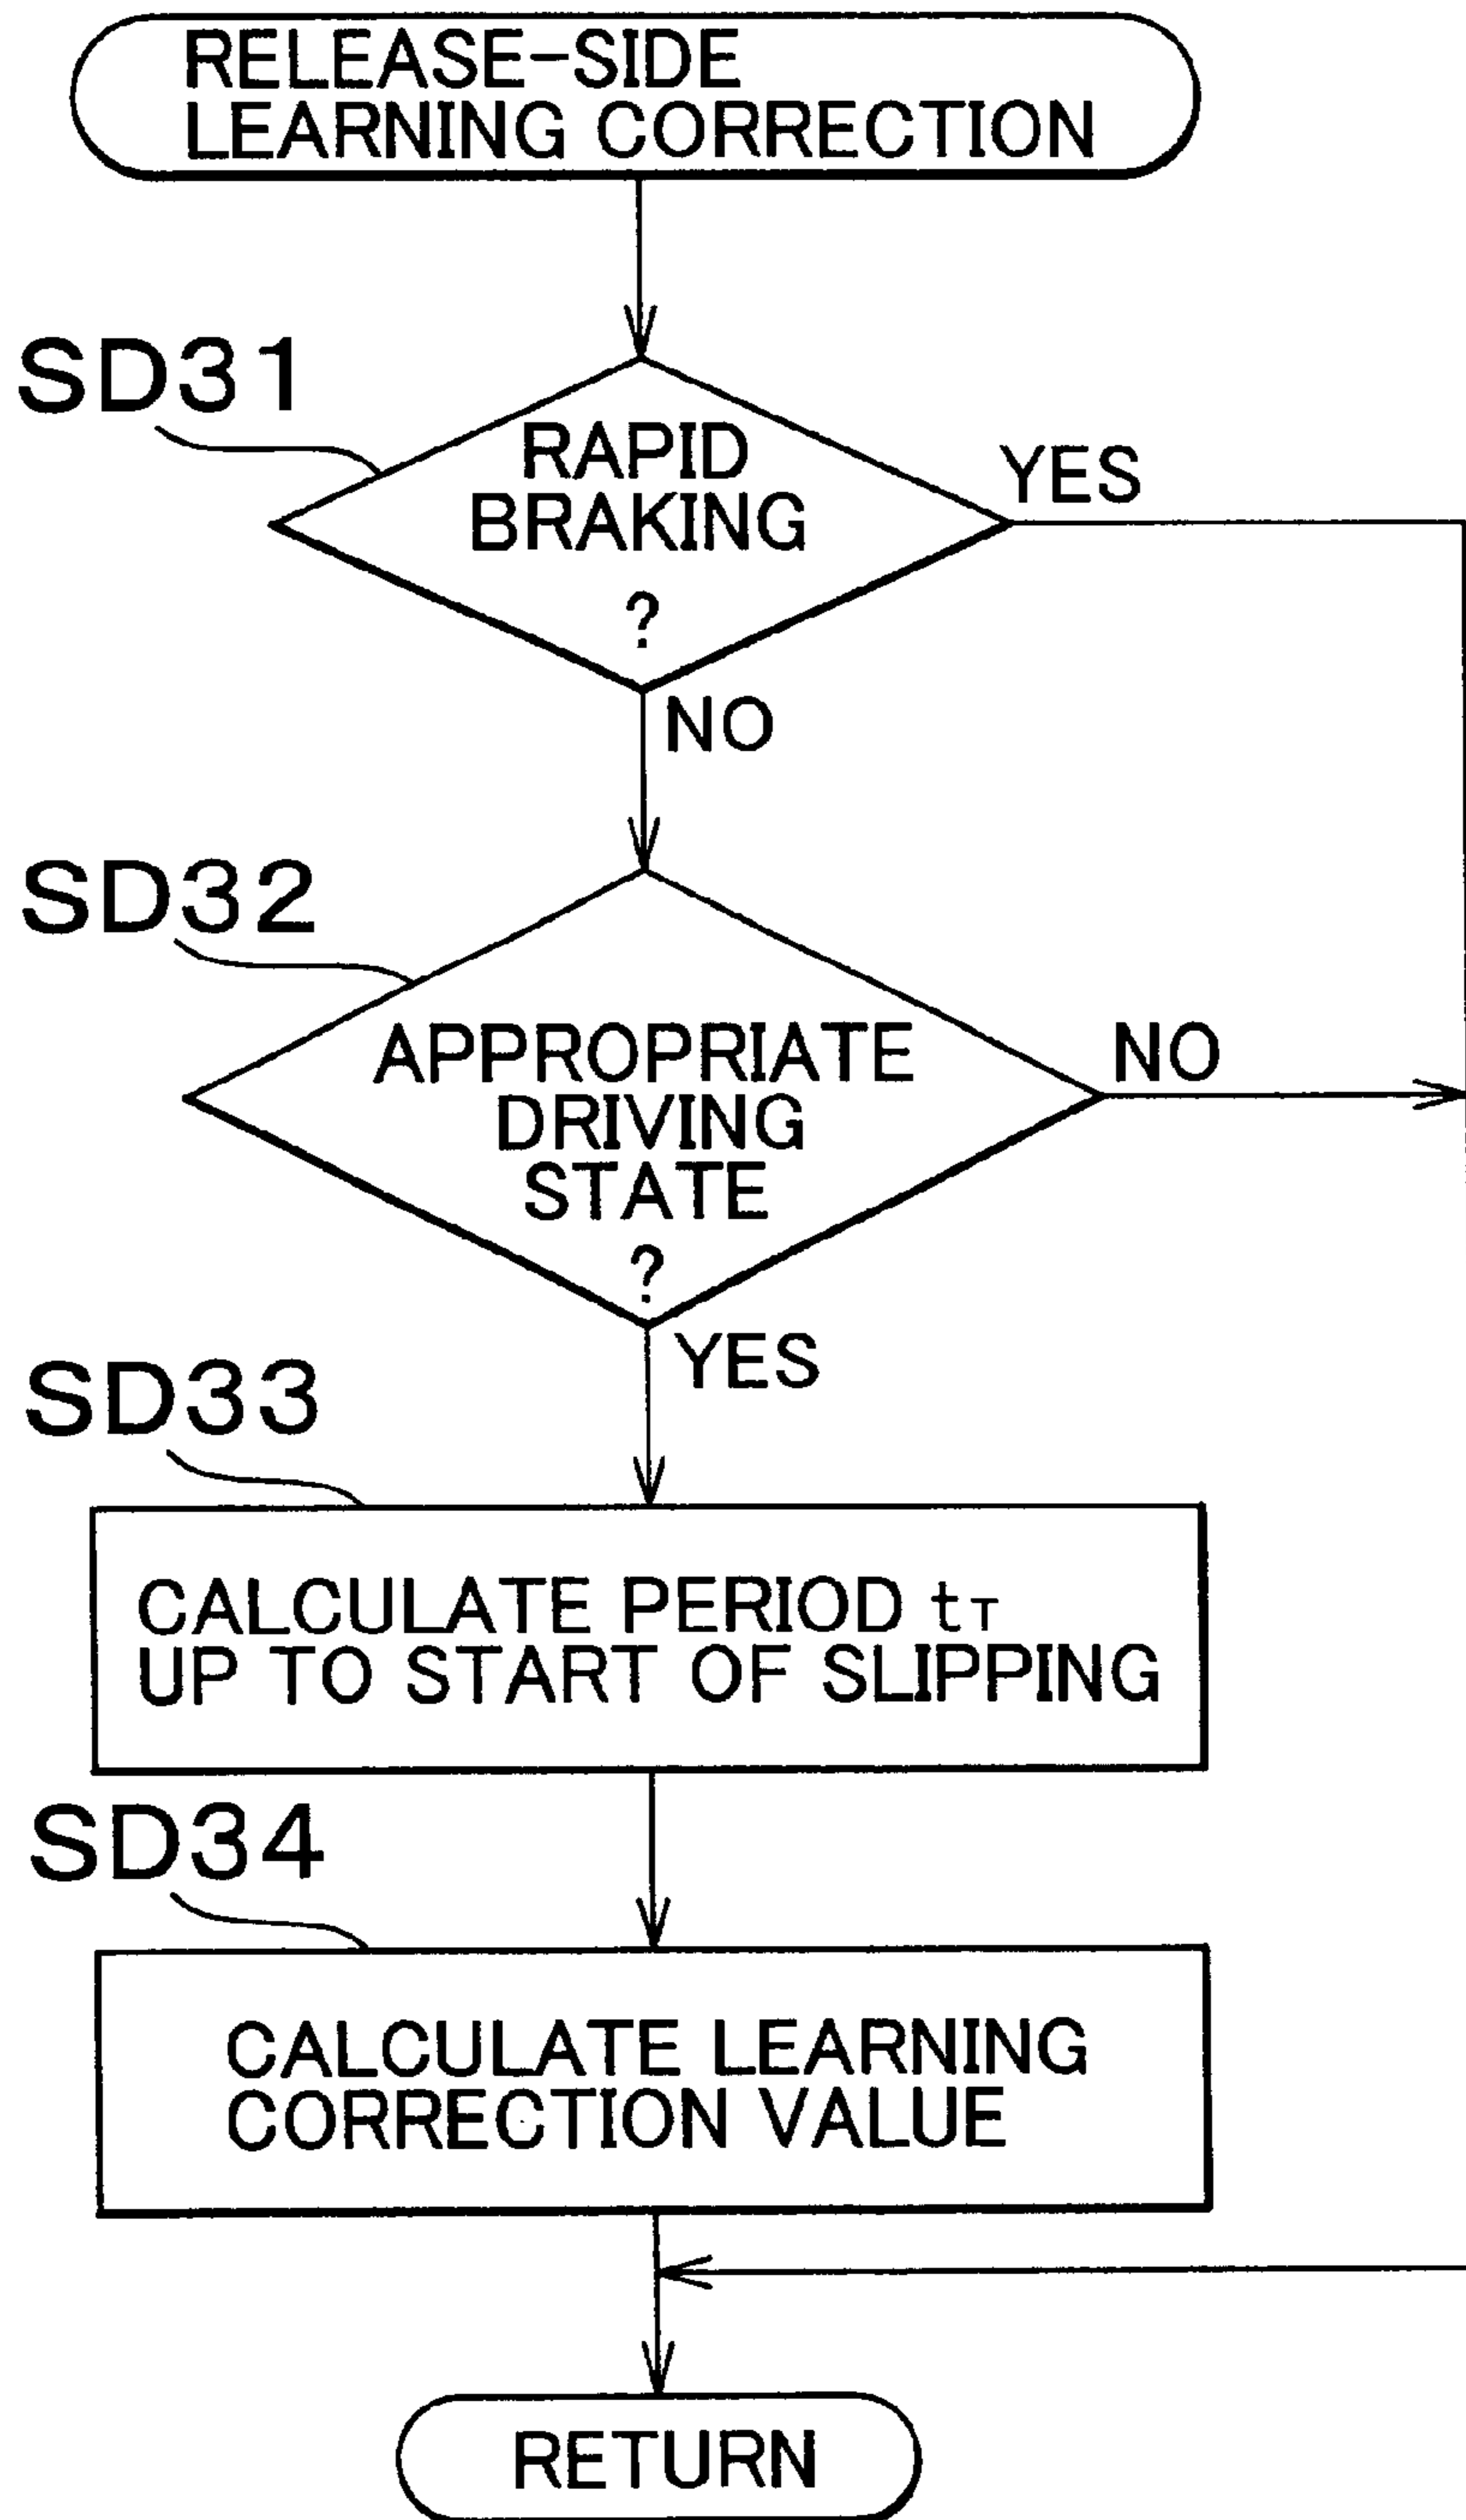 RELEASE-SIDE
LEARNING CORRECTION
SD31
RAPID
BRAKING
?
YES
NO
SD32
APPROPRIATE
DRIVING
STATE
?
NO
YES
SD33
CALCULATE PERIOD tT
UP TO START OF SLIPPING
SD34
CALCULATE LEARNING
CORRECTION VALUE
RETURN